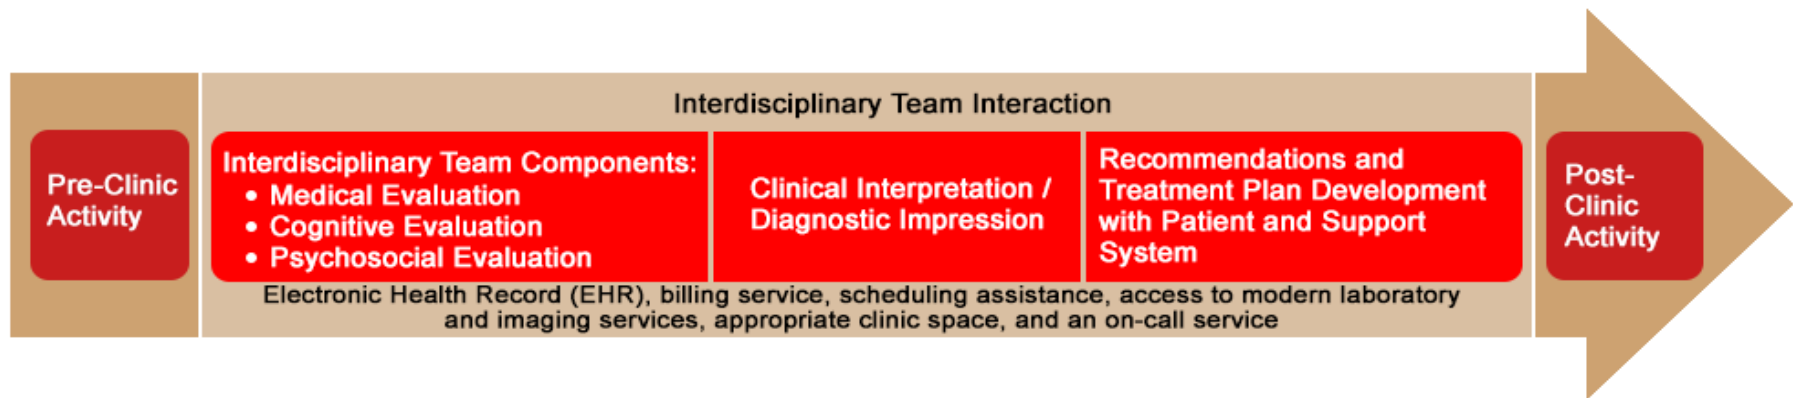 Interdisciplinary Team Interaction
Pre-Clinic
Activity
Interdisciplinary Team Components:
• Medical Evaluation
• Cognitive Evaluation
• Psychosocial Evaluation
Clinical Interpretation /
Diagnostic Impression
Recommendations and
Treatment Plan Development
with Patient and Support
System
Post-
Clinic
Activity
Electronic Health Record (EHR), billing service, scheduling assistance, access to modern laboratory
and imaging services, appropriate clinic space, and an on-call service